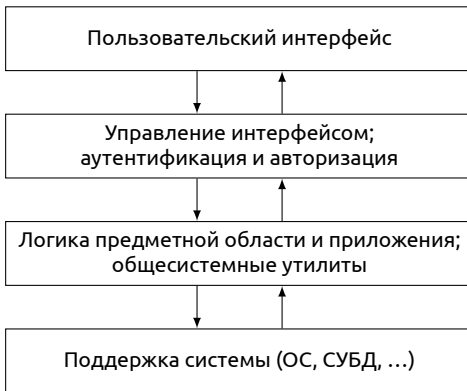 Пользовательский интерфейс
Управление интерфейсом;
аутентификация и авторизация
Логика предметной области и приложения;
общесистемные утилиты
Поддержка системы (ОС, СУБД, …)